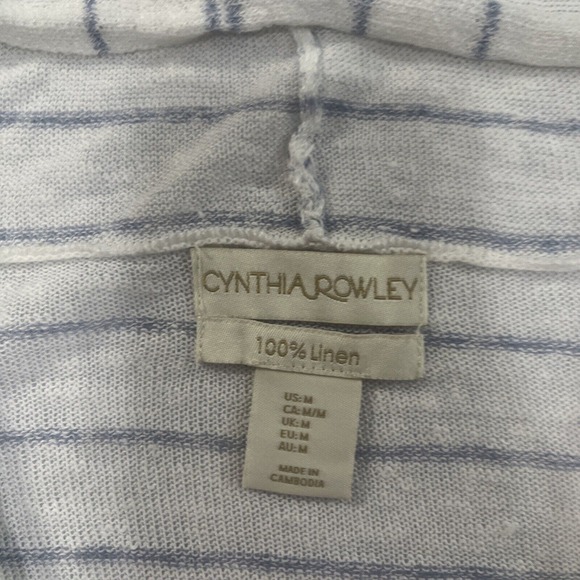 CYNTHIA ROWLEY
100% Linen
US: M
CA: M/M
UK: M
EU: M
AU: M
MADE IN
CAMBODIA